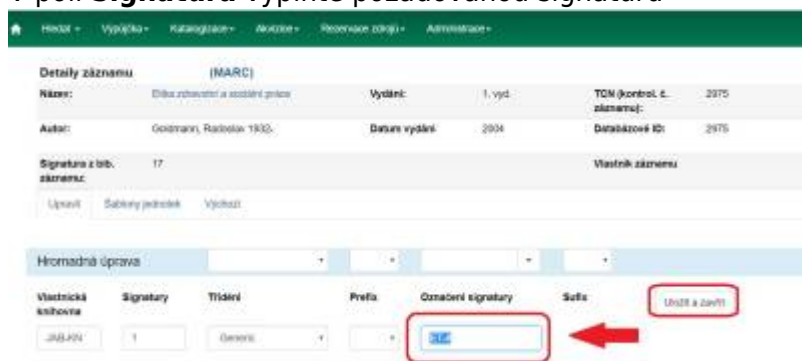 V poli Signatura vyplňte požadovanou signaturu
Hledat Výpůjčka Katalogizace Akvizice Rezervace zdrojů Administrace
Detaily záznamu (MARC)
Název: Etika zdravotní a sociální práce Vydání: 1. vyd. TCN (kontrol. č. záznamu): 2975
Autor: Goldmann, Radoslav 1932- Datum vydání 2004 Databázové ID: 2975
Signatura z bib. záznamu: 17 Vlastník záznamu
Upravit Šablony jednotek Výchozí
Hromadná úprava
Vlastnická knihovna Signatury Třídění Prefix Označení signatury Sufix Uložit a zavřít
JAB-KN 1 Generic